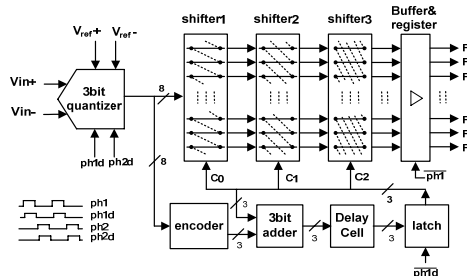 shifter1 shifter2 shifter3 Buffer& register
Vref+ Vref-
Vin+
Vin-
3bit quantizer
8
ph1d ph2d
8
C0 C1 C2
ph1
3 3
encoder
3bit adder
Delay Cell
latch
3 3 3
ph1d
ph1
ph1d
ph2
ph2d